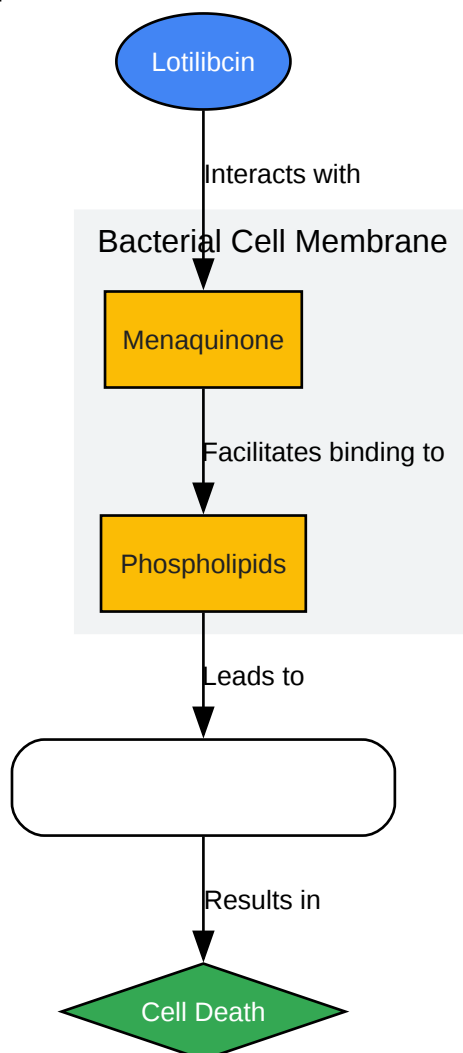 Lotilibcin
Interacts with
Bacterial Cell Membrane
Menaquinone
Facilitates binding to
Phospholipids
Leads to
Results in
Cell Death